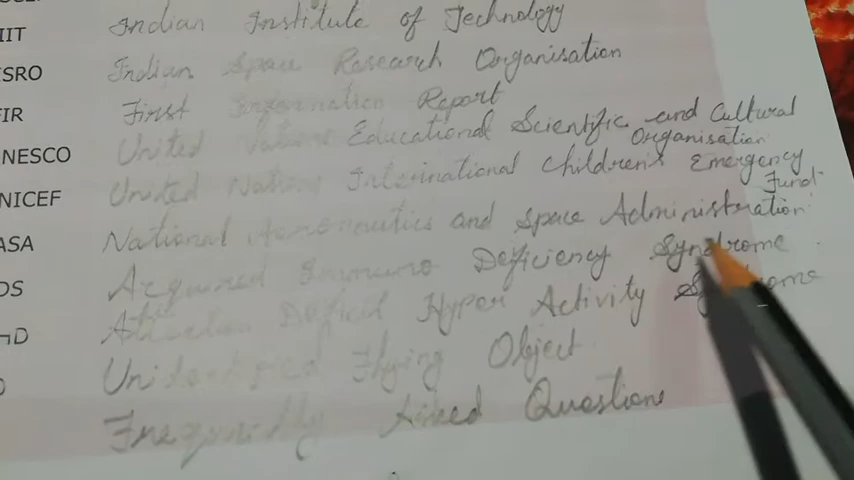 IIT Indian Institute of Technology
ISRO Indian Space Research Organisation
FIR First Information Report
NESCO United Nations Educational Scientific and Cultural
Organisation
NICEF United Nations International Children's Emergency
Fund
ASA National Aeronautics and Space Administration
DS Acquired Immuno Deficiency Syndrome
HD Attention Deficit Hyper Activity
O Unidentified Flying Object
Frequently Asked Questions